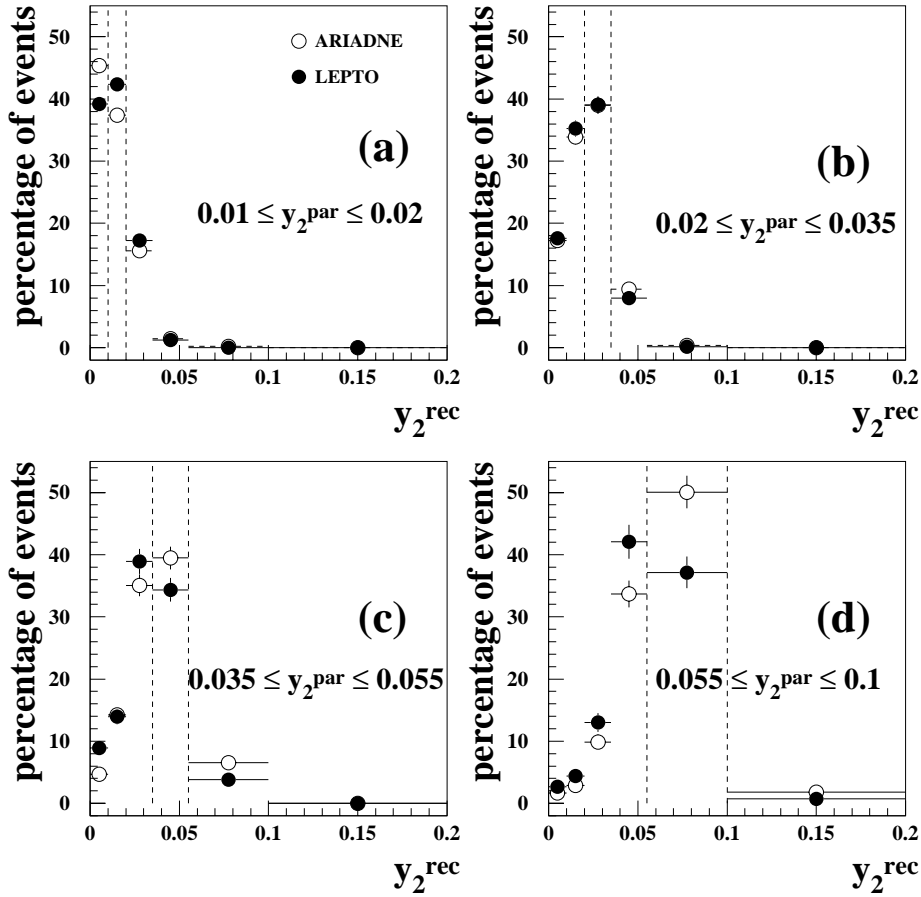 percentage of events
50
40
30
20
10
0
ARIADNE
LEPTO
(a)
0.01 ≤ y₂ᵖᵃʳ ≤ 0.02
0 0.05 0.1 0.15 0.2
y₂ʳᵉᶜ
percentage of events
50
40
30
20
10
0
(b)
0.02 ≤ y₂ᵖᵃʳ ≤ 0.035
0 0.05 0.1 0.15 0.2
y₂ʳᵉᶜ
percentage of events
50
40
30
20
10
0
(c)
0.035 ≤ y₂ᵖᵃʳ ≤ 0.055
0 0.05 0.1 0.15 0.2
y₂ʳᵉᶜ
percentage of events
50
40
30
20
10
0
(d)
0.055 ≤ y₂ᵖᵃʳ ≤ 0.1
0 0.05 0.1 0.15 0.2
y₂ʳᵉᶜ